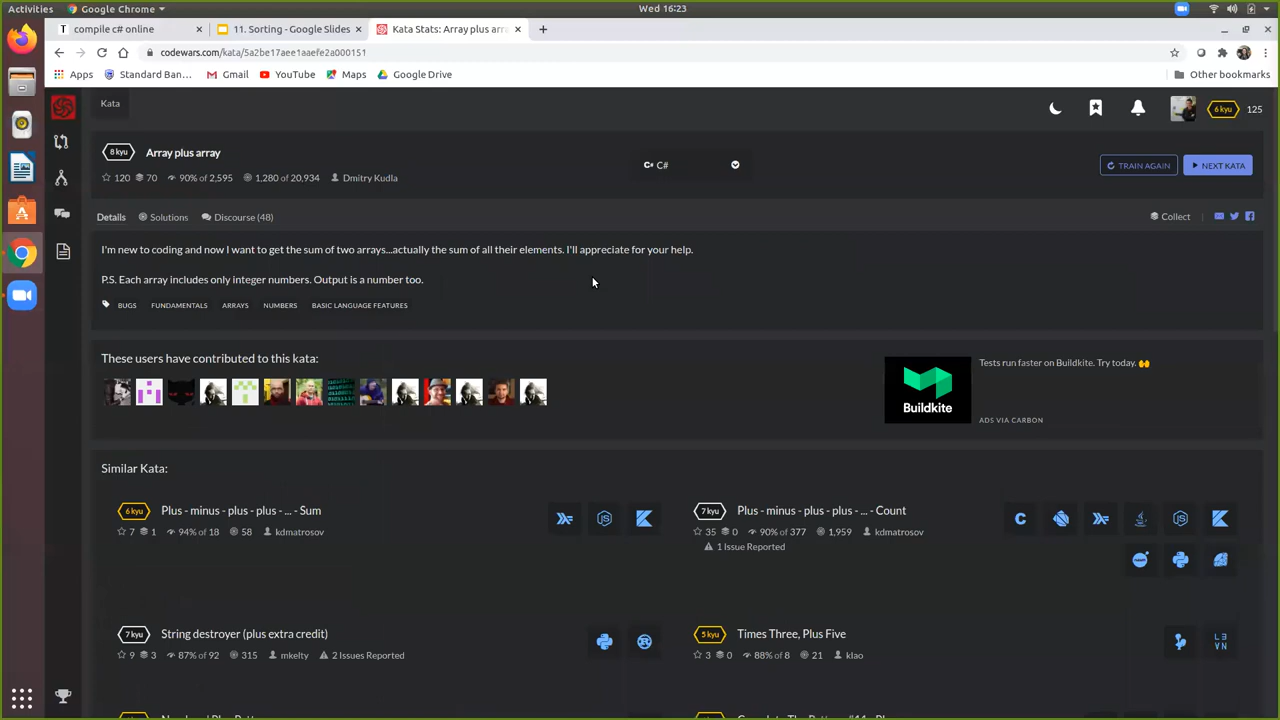 Activities
Google Chrome
Wed 16:23
compile c# online
11. Sorting - Google Slides
Kata Stats: Array plus arr
codewars.com/kata/5a2be17aee1aaefe2a000151
Apps
Standard Ban...
Gmail
YouTube
Maps
Google Drive
Other bookmarks
Kata
6 kyu
125
8 kyu
Array plus array
C#
TRAIN AGAIN
NEXT KATA
120 70 90% of 2,595 1,280 of 20,934 Dmitry Kudla
Details
Solutions
Discourse (48)
Collect
I'm new to coding and now I want to get the sum of two arrays...actually the sum of all their elements. I'll appreciate for your help.
P.S. Each array includes only integer numbers. Output is a number too.
BUGS FUNDAMENTALS ARRAYS NUMBERS BASIC LANGUAGE FEATURES
These users have contributed to this kata:
Buildkite
Tests run faster on Buildkite. Try today. 🙌
ADS VIA CARBON
Similar Kata:
6 kyu
Plus - minus - plus - plus - ... - Sum
7 1 94% of 18 58 kdmatrosov
7 kyu
Plus - minus - plus - plus - ... - Count
35 0 90% of 377 1,959 kdmatrosov
1 Issue Reported
7 kyu
String destroyer (plus extra credit)
9 3 87% of 92 315 mkelty 2 Issues Reported
5 kyu
Times Three, Plus Five
3 0 88% of 8 21 klao